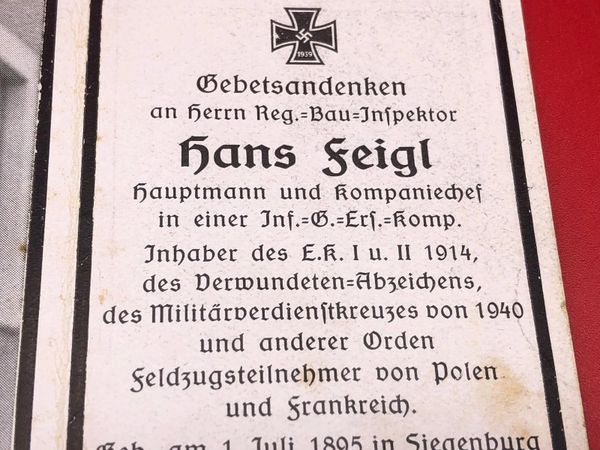 1939
Gebetsandenken
an Herrn Reg.=Bau=Inſpektor
Hans Feigl
Hauptmann und Kompaniechef
in einer Inf.=G.=Erſ.=Komp.
Inhaber des E.K. I u. II 1914,
des Verwundeten=Abzeichens,
des Militärverdienſtkreuzes von 1940
und anderer Orden
Feldzugsteilnehmer von Polen
und Frankreich.
Geb. am 1. Juli 1895 in Siegenburg